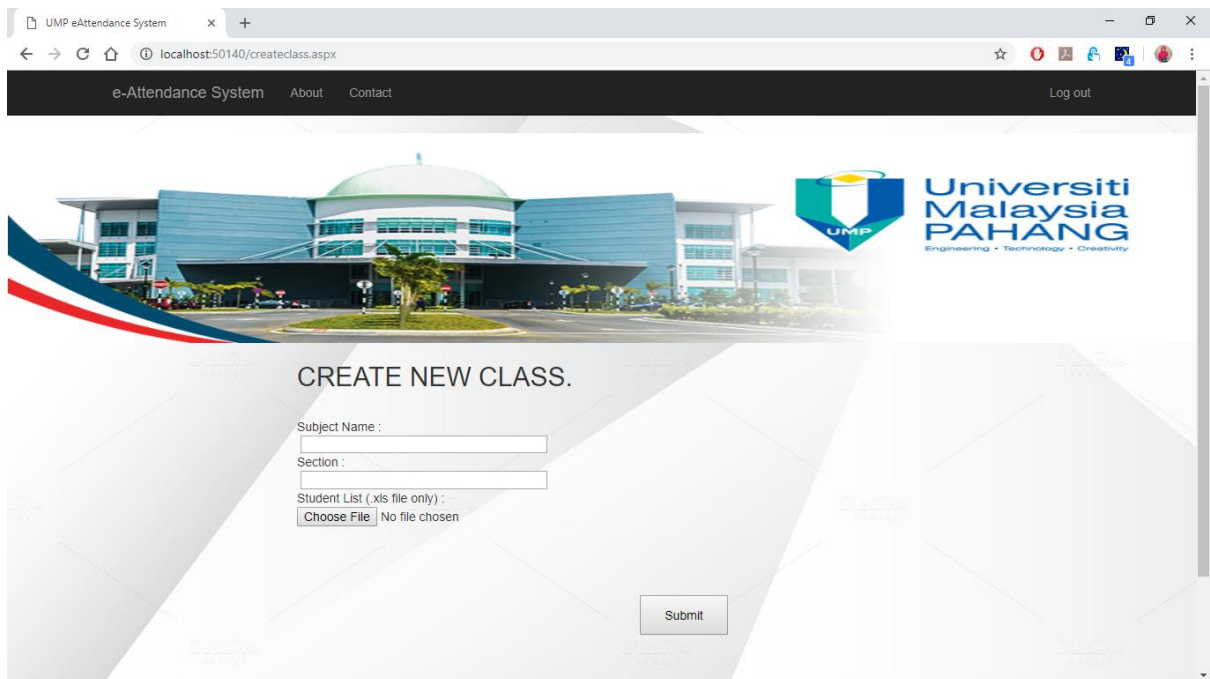 UMP eAttendance System
localhost:50140/createclass.aspx
4
e-Attendance System About Contact Log out
UMP
Universiti
Malaysia
PAHANG
Engineering • Technology • Creativity
CREATE NEW CLASS.
Subject Name :
Section :
Student List (.xls file only) :
Choose File No file chosen
Submit